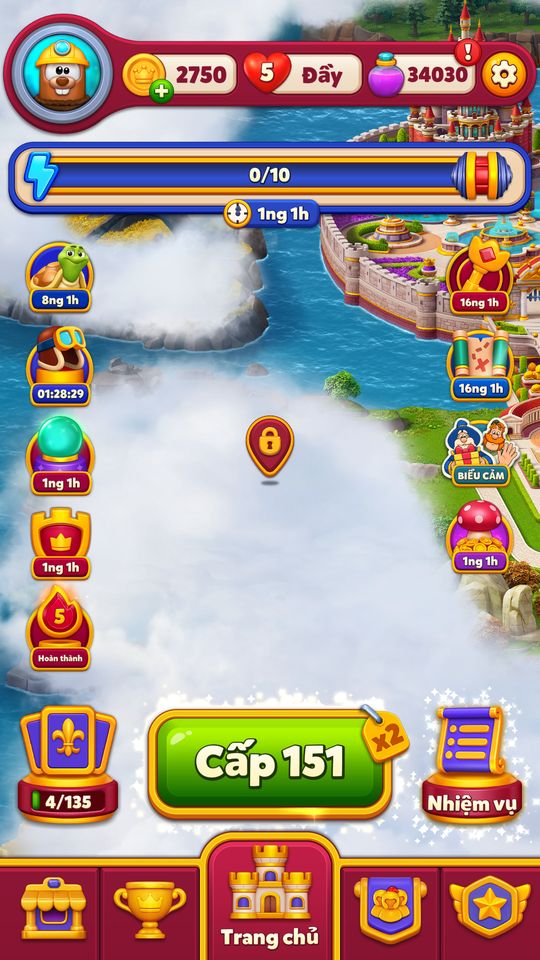 2750
5
Đầy
34030
!
0/10
1ng 1h
8ng 1h
16ng 1h
01:28:29
16ng 1h
1ng 1h
BIỂU CẢM
1ng 1h
1ng 1h
5
Hoàn thành
x2
Cấp 151
4/135
Nhiệm vụ
Trang chủ